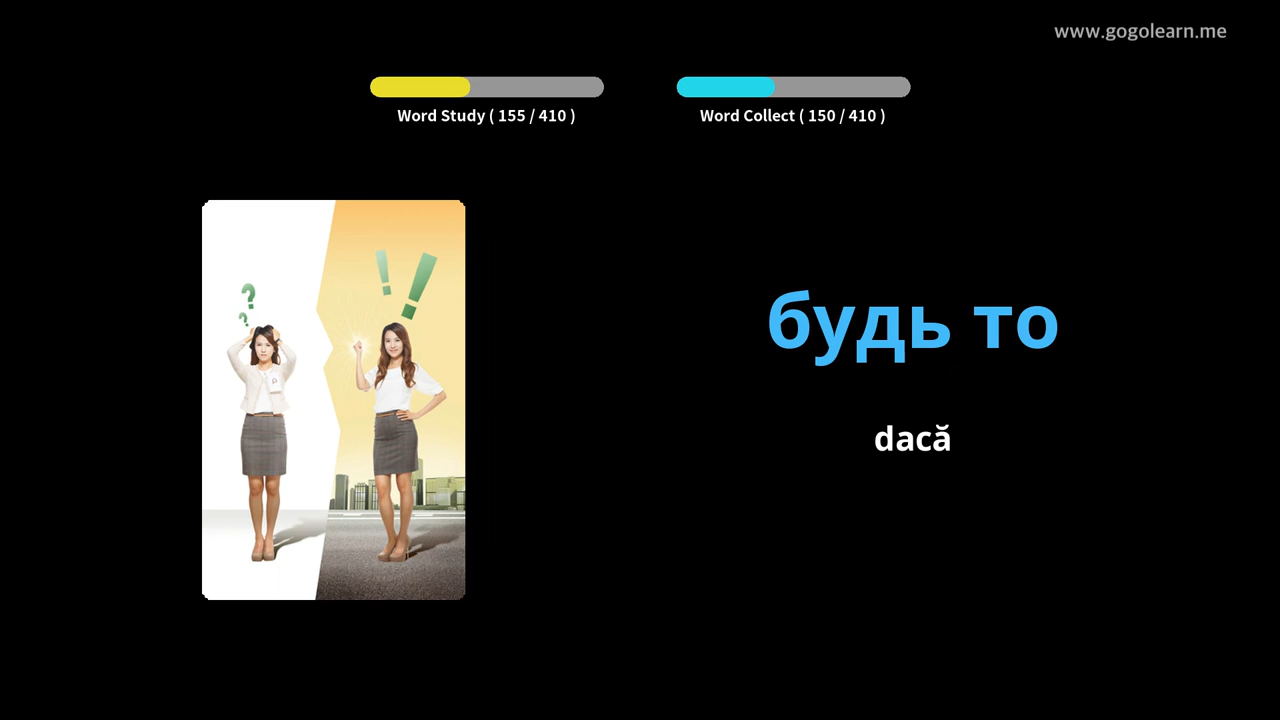 www.gogolearn.me
Word Study ( 155 / 410 )
Word Collect ( 150 / 410 )
? ? ! !
будь то
dacă